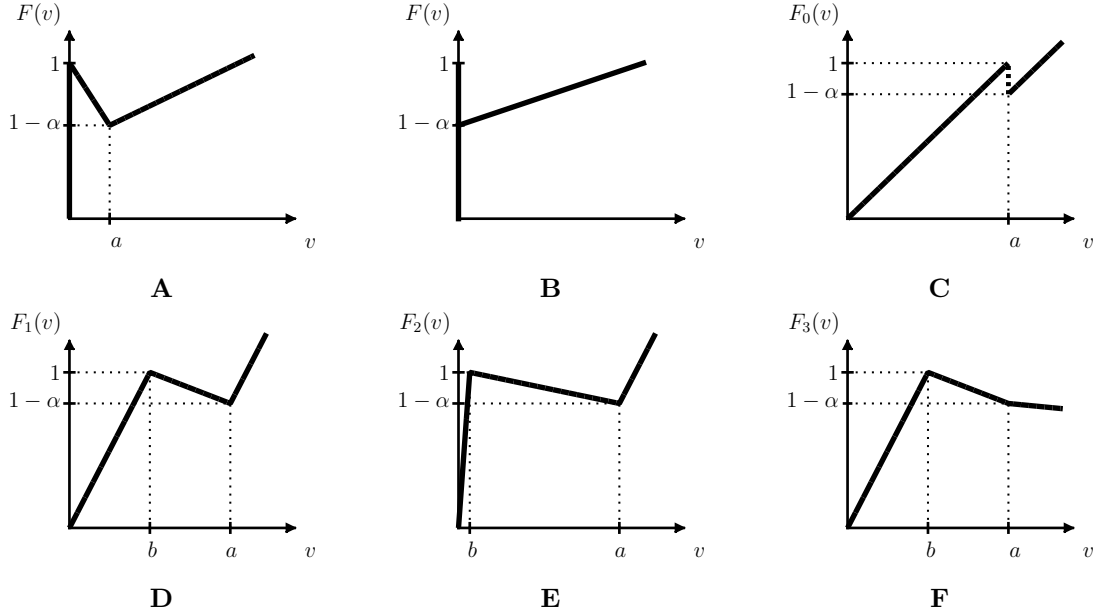 F(v) F(v) F₀(v)
1 1 1
1 − α 1 − α 1 − α
a v v a v
A B C
F₁(v) F₂(v) F₃(v)
1 1 1
1 − α 1 − α 1 − α
b a v b a v b a v
D E F